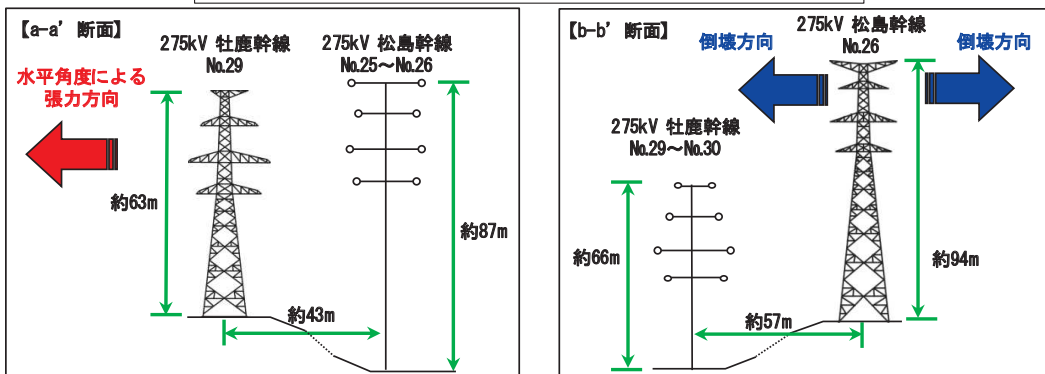 【a-a’ 断面】
275kV 牡鹿幹線
No.29
275kV 松島幹線
No.25～No.26
水平角度による
張力方向
約63m
約87m
約43m
【b-b’ 断面】
275kV 松島幹線
No.26
倒壊方向
倒壊方向
275kV 牡鹿幹線
No.29～No.30
約66m
約94m
約57m